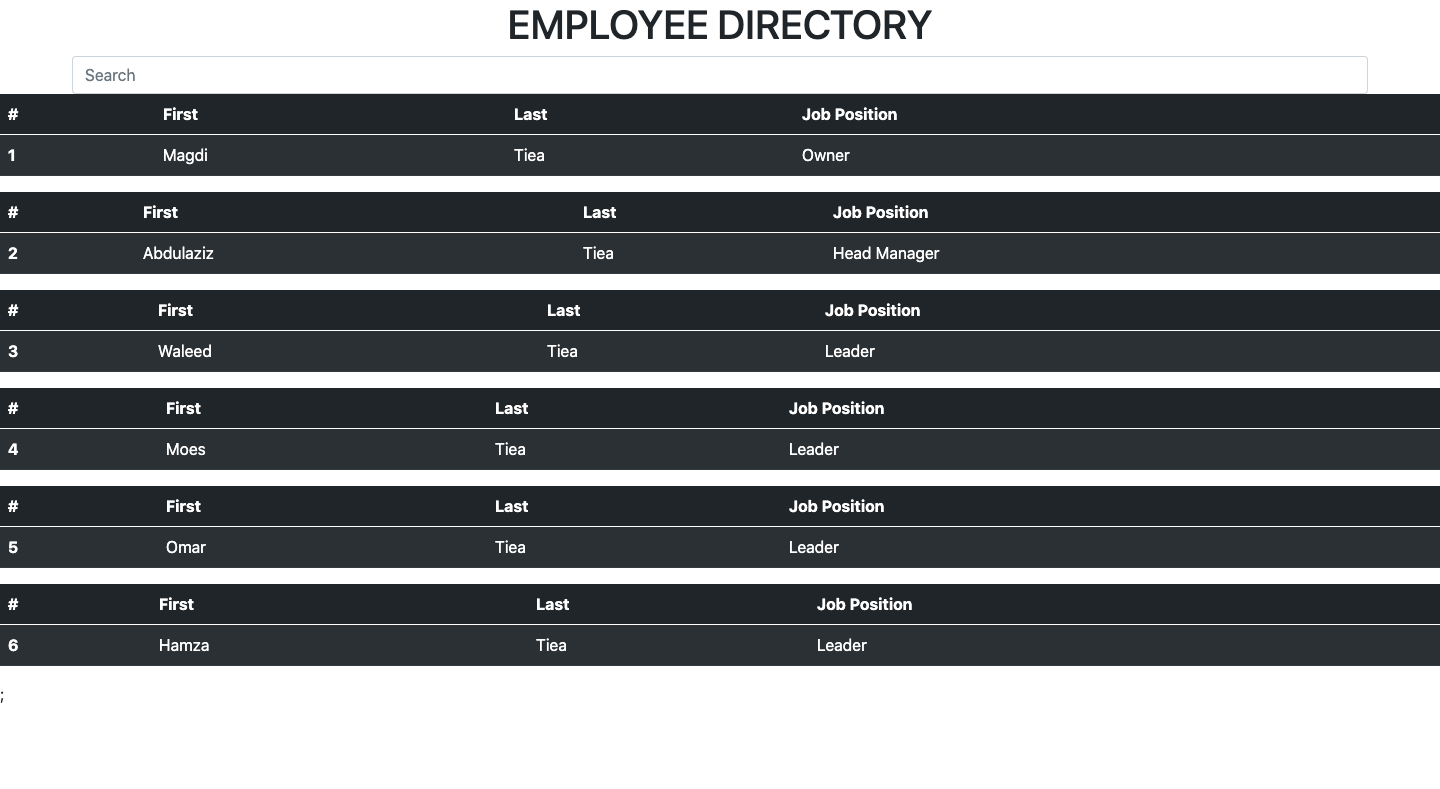 EMPLOYEE DIRECTORY
Search
# First Last Job Position
1 Magdi Tiea Owner
# First Last Job Position
2 Abdulaziz Tiea Head Manager
# First Last Job Position
3 Waleed Tiea Leader
# First Last Job Position
4 Moes Tiea Leader
# First Last Job Position
5 Omar Tiea Leader
# First Last Job Position
6 Hamza Tiea Leader
;